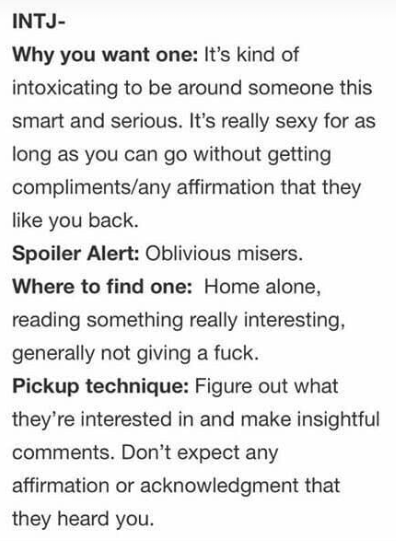 INTJ-
Why you want one: It's kind of
intoxicating to be around someone this
smart and serious. It's really sexy for as
long as you can go without getting
compliments/any affirmation that they
like you back.
Spoiler Alert: Oblivious misers.
Where to find one:  Home alone,
reading something really interesting,
generally not giving a fuck.
Pickup technique: Figure out what
they're interested in and make insightful
comments. Don't expect any
affirmation or acknowledgment that
they heard you.